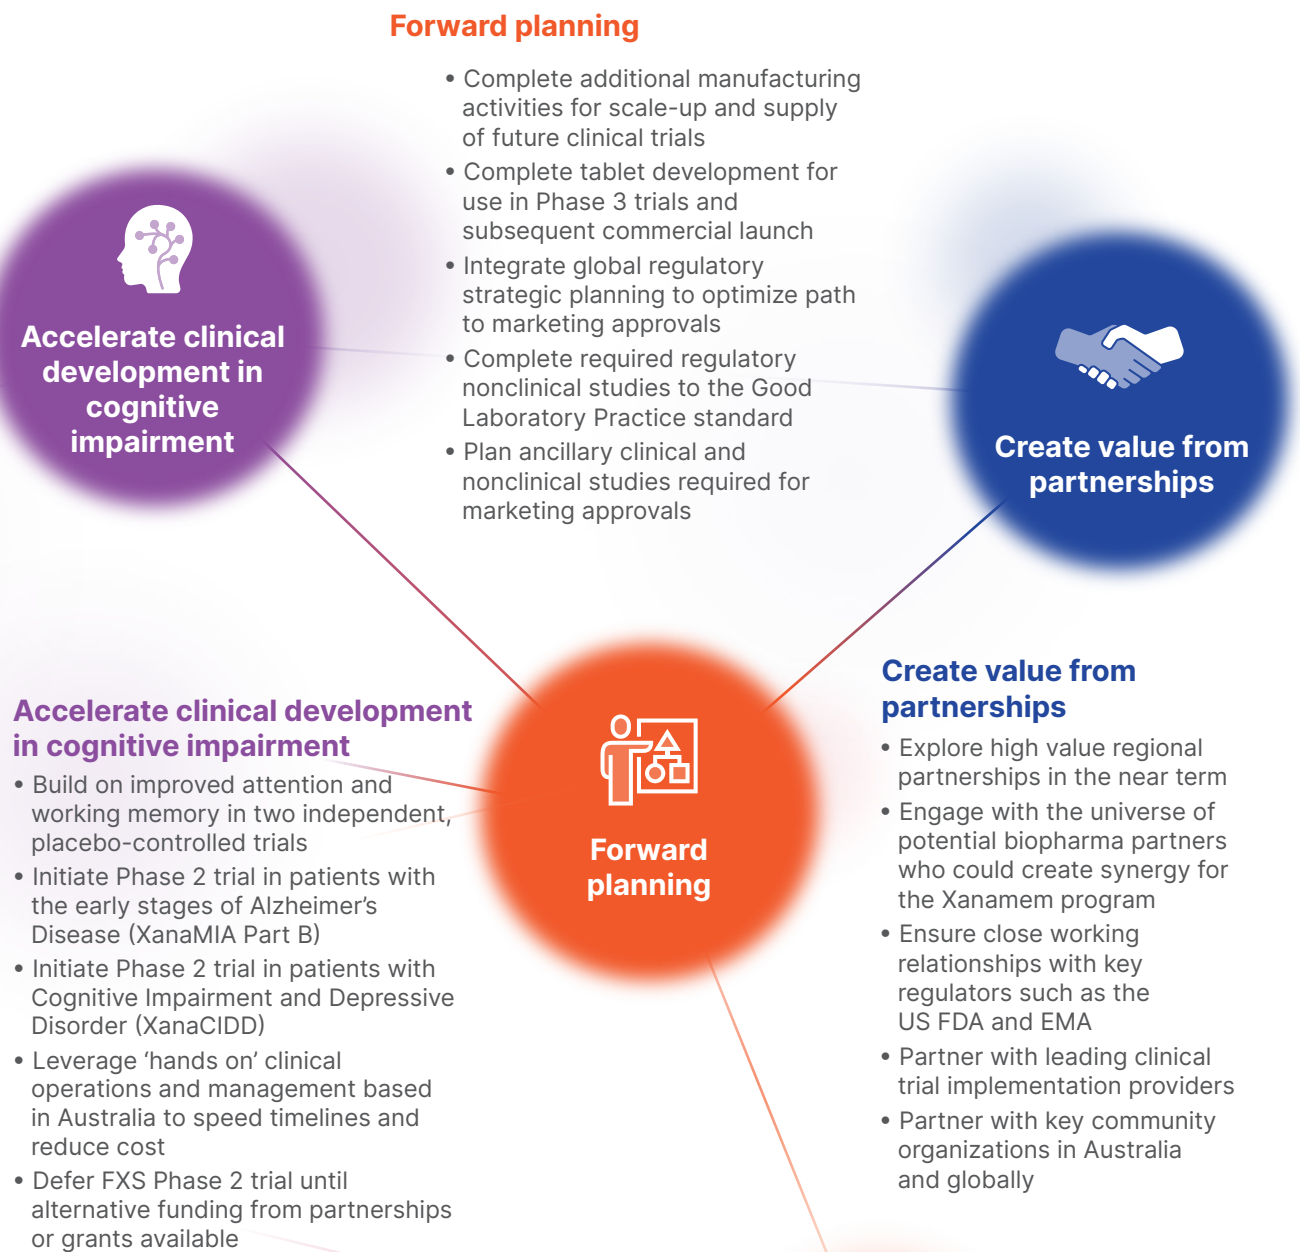 Forward planning
• Complete additional manufacturing
activities for scale-up and supply
of future clinical trials
• Complete tablet development for
use in Phase 3 trials and
subsequent commercial launch
• Integrate global regulatory
strategic planning to optimize path
to marketing approvals
• Complete required regulatory
nonclinical studies to the Good
Laboratory Practice standard
• Plan ancillary clinical and
nonclinical studies required for
marketing approvals
Accelerate clinical
development in
cognitive
impairment
Create value from
partnerships
Forward
planning
Accelerate clinical development
in cognitive impairment
• Build on improved attention and
working memory in two independent,
placebo-controlled trials
• Initiate Phase 2 trial in patients with
the early stages of Alzheimer’s
Disease (XanaMIA Part B)
• Initiate Phase 2 trial in patients with
Cognitive Impairment and Depressive
Disorder (XanaCIDD)
• Leverage ‘hands on’ clinical
operations and management based
in Australia to speed timelines and
reduce cost
• Defer FXS Phase 2 trial until
alternative funding from partnerships
or grants available
Create value from
partnerships
• Explore high value regional
partnerships in the near term
• Engage with the universe of
potential biopharma partners
who could create synergy for
the Xanamem program
• Ensure close working
relationships with key
regulators such as the
US FDA and EMA
• Partner with leading clinical
trial implementation providers
• Partner with key community
organizations in Australia
and globally